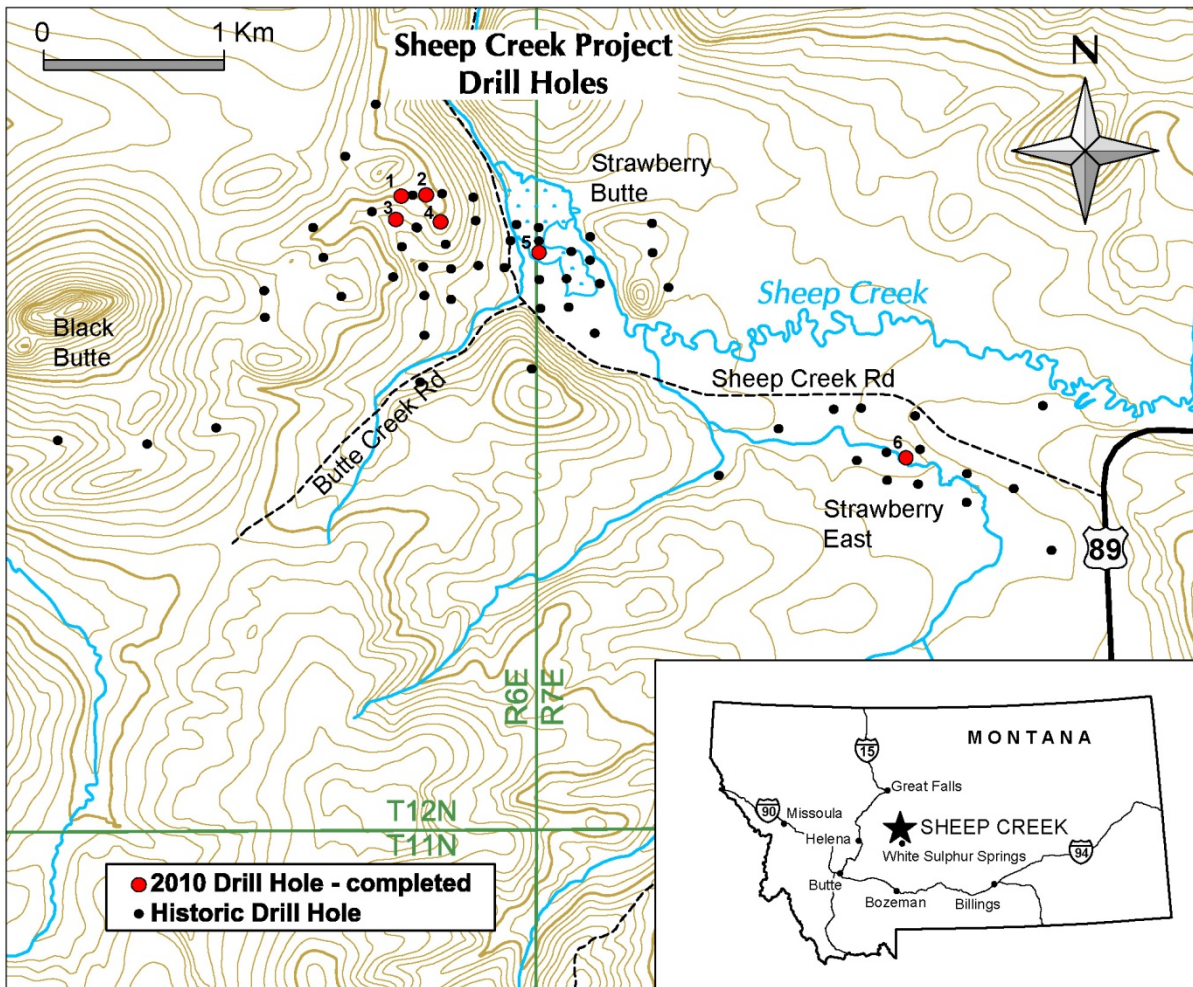 0
1 Km
Sheep Creek Project
Drill Holes
N
Strawberry
Butte
1
2
3
4
5
Sheep Creek
Black
Butte
Sheep Creek Rd
Butte Creek Rd
6
Strawberry
East
89
R6E
R7E
T12N
T11N
2010 Drill Hole - completed
Historic Drill Hole
MONTANA
15
Great Falls
90
Missoula
SHEEP CREEK
Helena
White Sulphur Springs
94
Butte
Bozeman
Billings